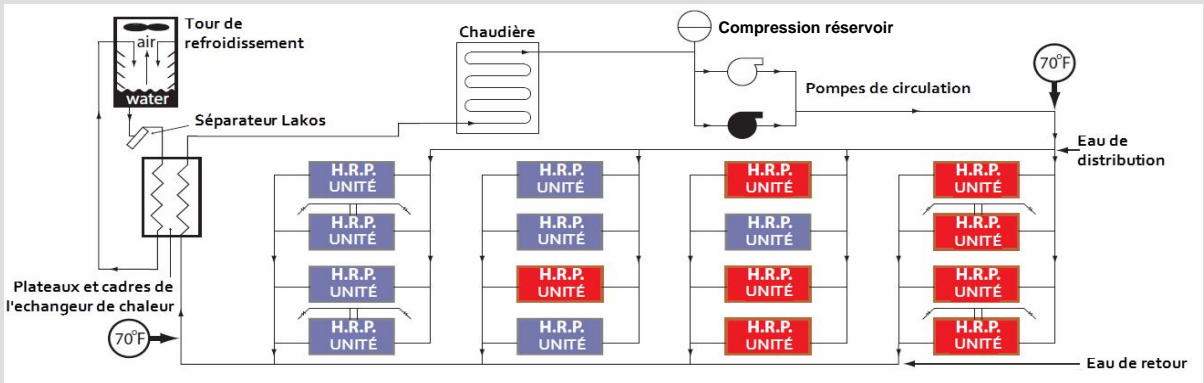 Tour de
refroidissement
air
water
Séparateur Lakos
Chaudière
Compression réservoir
Pompes de circulation
70°F
Eau de
distribution
H.R.P.
UNITÉ
H.R.P.
UNITÉ
H.R.P.
UNITÉ
H.R.P.
UNITÉ
H.R.P.
UNITÉ
H.R.P.
UNITÉ
H.R.P.
UNITÉ
H.R.P.
UNITÉ
H.R.P.
UNITÉ
H.R.P.
UNITÉ
H.R.P.
UNITÉ
H.R.P.
UNITÉ
H.R.P.
UNITÉ
H.R.P.
UNITÉ
H.R.P.
UNITÉ
H.R.P.
UNITÉ
Plateaux et cadres de
l'echangeur de chaleur
70°F
Eau de retour